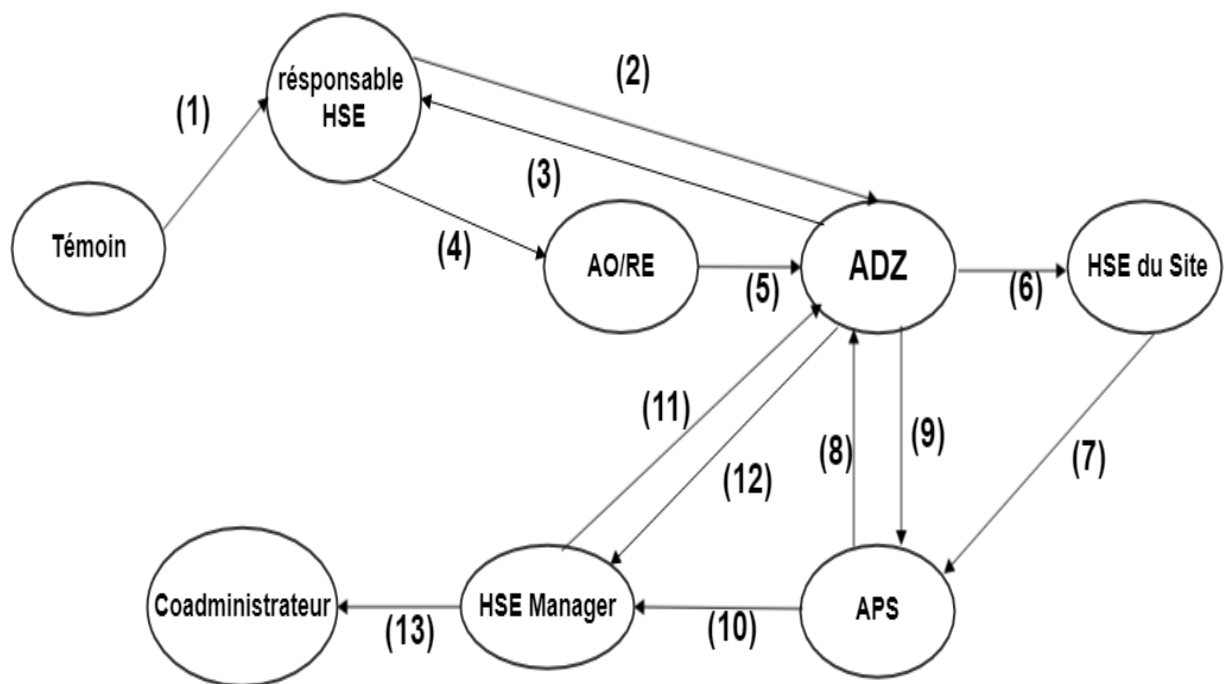 résponsable
HSE
(1)
(2)
(3)
Témoin
(4)
AO/RE
(5)
ADZ
(6)
HSE du Site
(11)
(12)
(8)
(9)
(7)
Coadministrateur
(13)
HSE Manager
(10)
APS